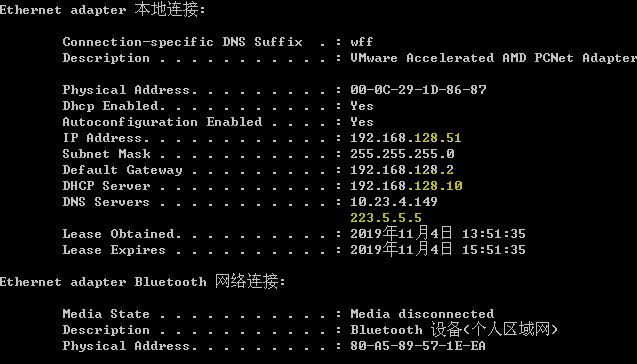 Ethernet adapter 本地连接:
Connection-specific DNS Suffix  . : wff
Description . . . . . . . . . . . : VMware Accelerated AMD PCNet Adapter
Physical Address. . . . . . . . . : 00-0C-29-1D-86-87
Dhcp Enabled. . . . . . . . . . . : Yes
Autoconfiguration Enabled . . . . : Yes
IP Address. . . . . . . . . . . . : 192.168.128.51
Subnet Mask . . . . . . . . . . . : 255.255.255.0
Default Gateway . . . . . . . . . : 192.168.128.2
DHCP Server . . . . . . . . . . . : 192.168.128.10
DNS Servers . . . . . . . . . . . : 10.23.4.149
223.5.5.5
Lease Obtained. . . . . . . . . . : 2019年11月4日 13:51:35
Lease Expires . . . . . . . . . . : 2019年11月4日 15:51:35
Ethernet adapter Bluetooth 网络连接:
Media State . . . . . . . . . . . : Media disconnected
Description . . . . . . . . . . . : Bluetooth 设备(个人区域网)
Physical Address. . . . . . . . . : 80-A5-89-57-1E-EA